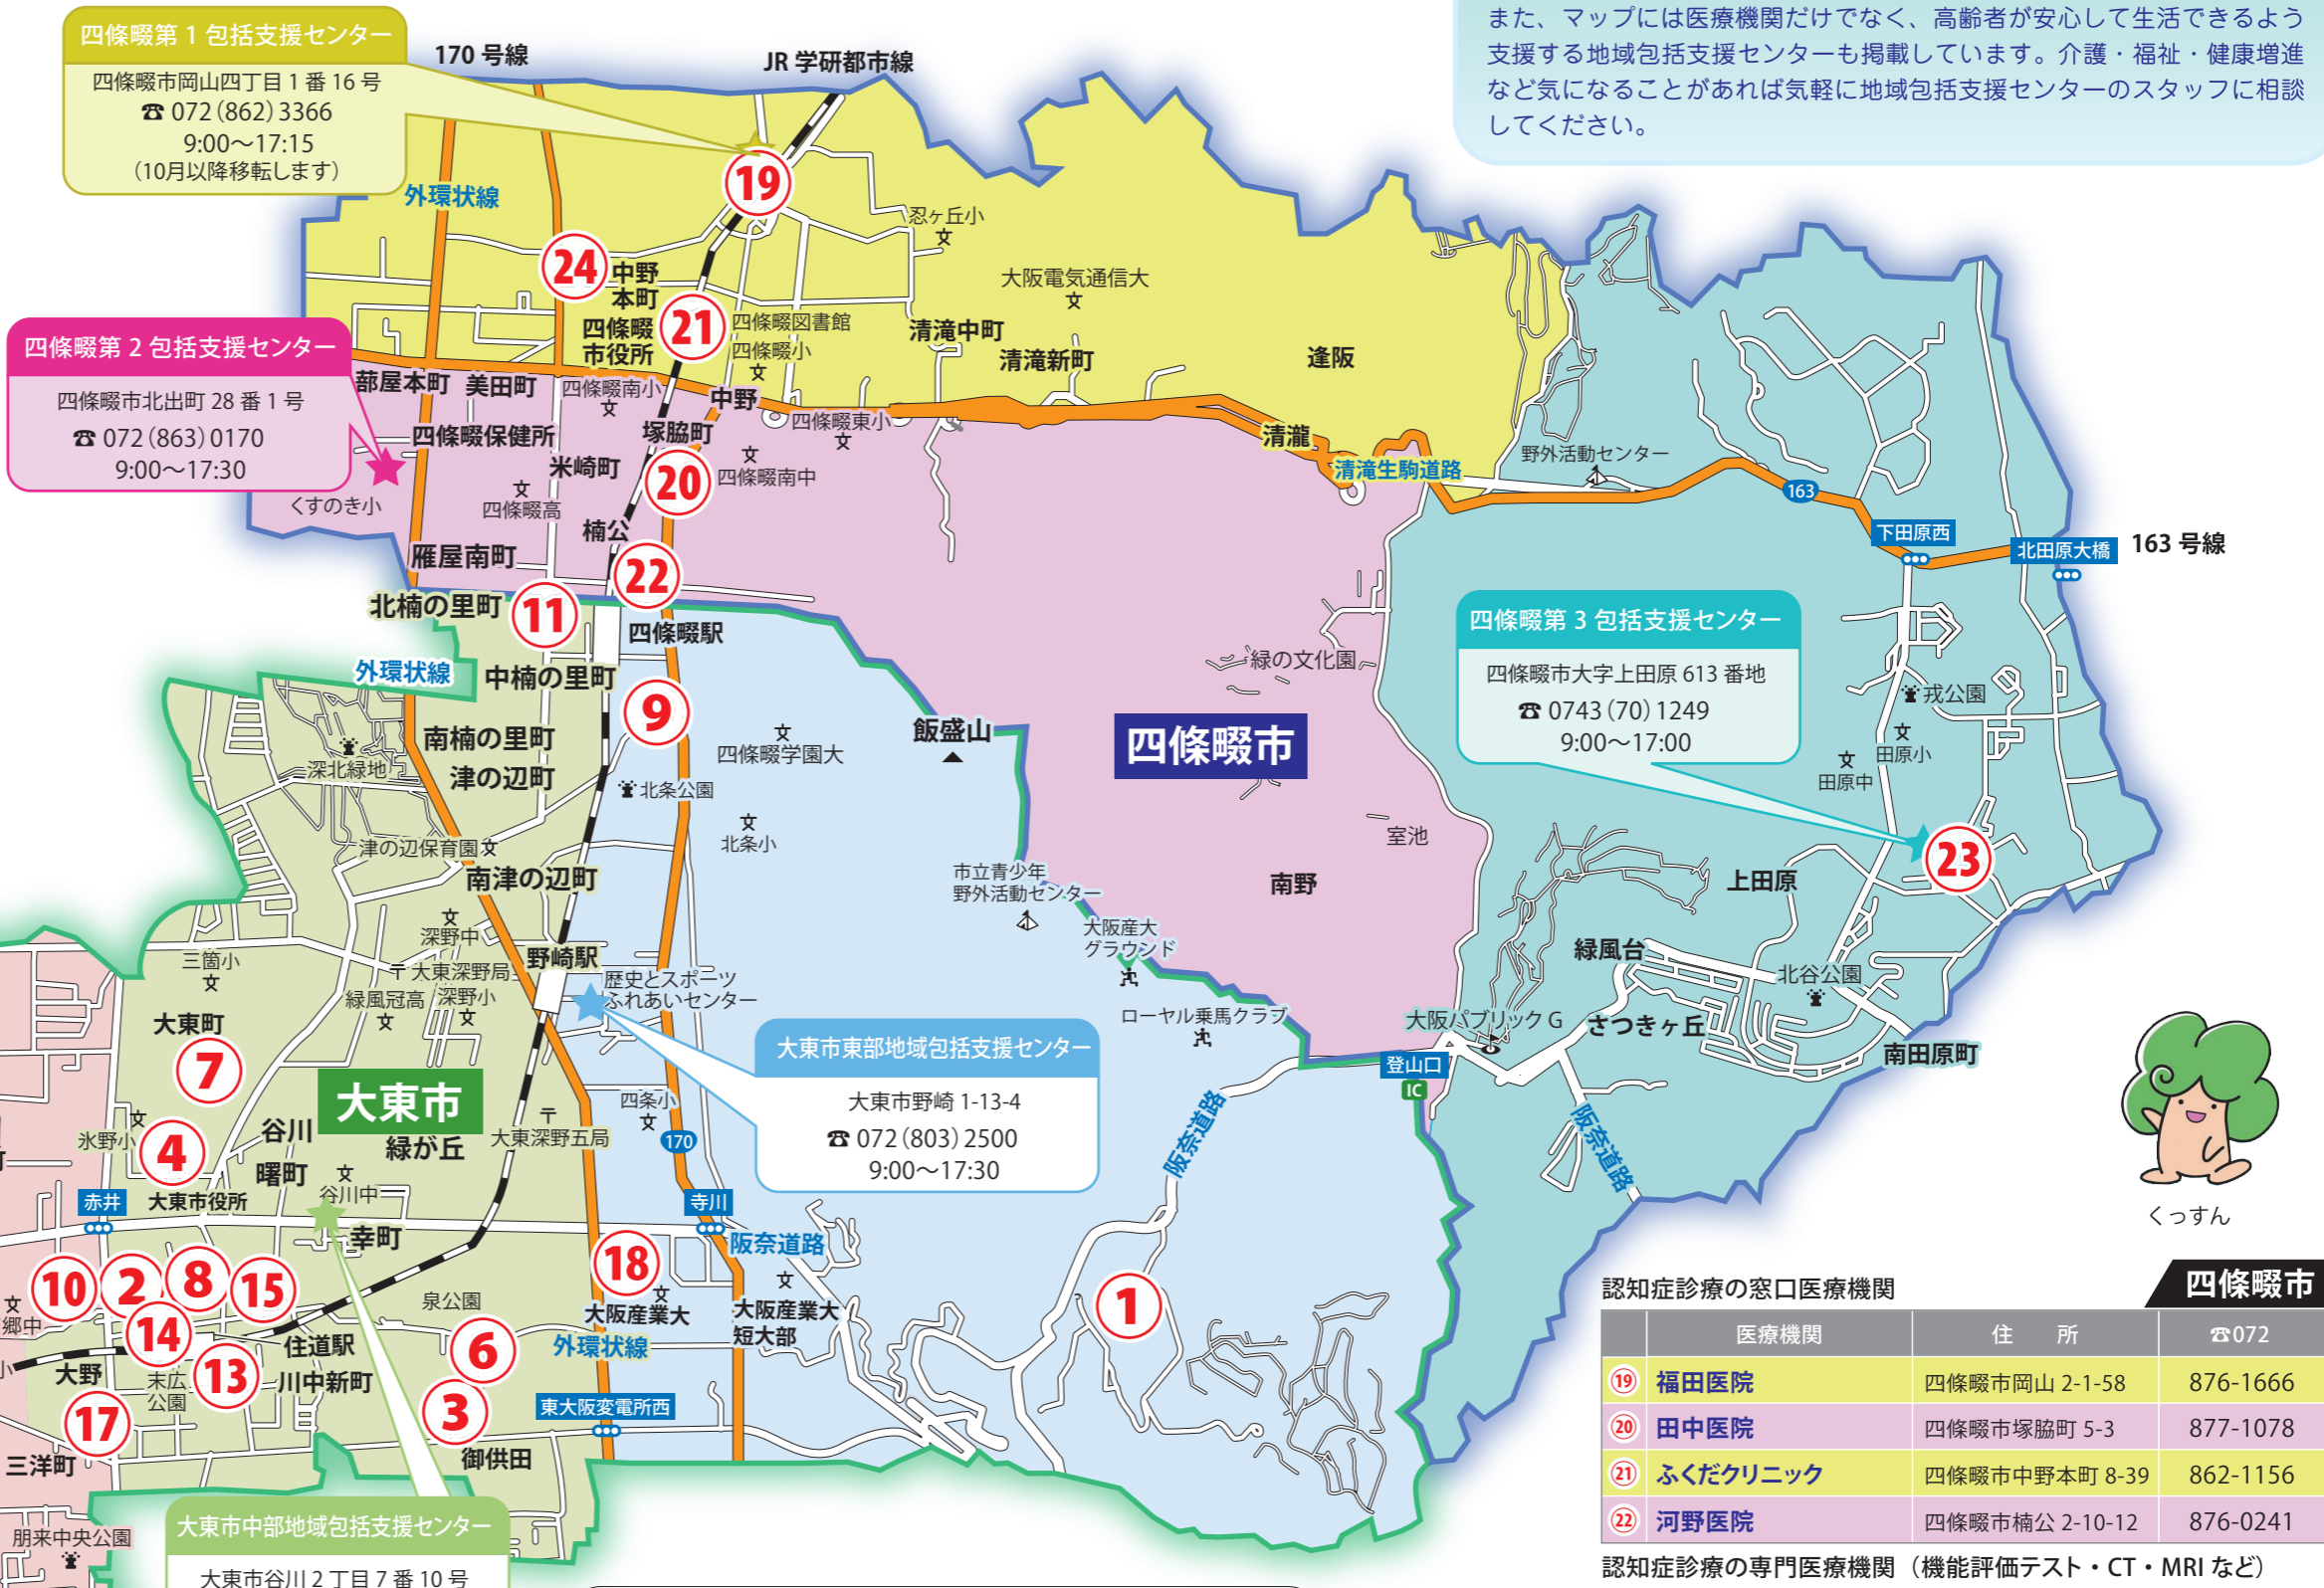 また、マップには医療機関だけでなく、高齢者が安心して生活できるよう
支援する地域包括支援センターも掲載しています。介護・福祉・健康増進
など気になることがあれば気軽に地域包括支援センターのスタッフに相談
してください。
四條畷第 1 包括支援センター
四條畷市岡山四丁目 1 番 16 号
☎ 072(862)3366
9:00～17:15
(10月以降移転します)
170 号線
JR 学研都市線
外環状線
19
忍ヶ丘小
24
中野
本町
大阪電気通信大
四條畷
市役所
21
四條畷図書館
四條畷小
清滝中町
清滝新町
逢阪
四條畷第 2 包括支援センター
四條畷市北出町 28 番 1 号
☎ 072(863)0170
9:00～17:30
蔀屋本町
美田町
四條畷南小
中野
四條畷東小
四條畷保健所
塚脇町
清瀧
清滝生駒道路
野外活動センター
米崎町
20
四條畷南中
くすのき小
四條畷高
楠公
163
下田原西
北田原大橋
163 号線
雁屋南町
22
北楠の里町
11
四條畷駅
四條畷第 3 包括支援センター
四條畷市大字上田原 613 番地
☎ 0743(70)1249
9:00～17:00
緑の文化園
外環状線
中楠の里町
9
戎公園
南楠の里町
四條畷学園大
飯盛山
四條畷市
田原小
田原中
深北緑地
津の辺町
北条公園
北条小
室池
津の辺保育園
南津の辺町
市立青少年
野外活動センター
南野
23
上田原
深野中
大阪産大
グラウンド
三箇小
〒大東深野局
野崎駅
緑風台
緑風冠高
深野小
歴史とスポーツ
ふれあいセンター
北谷公園
大東町
ローヤル乗馬クラブ
大阪パブリック G
さつきヶ丘
南田原町
7
大東市東部地域包括支援センター
大東市野崎 1-13-4
☎ 072(803)2500
9:00～17:30
登山口
IC
大東市
四条小
〒
大東深野五局
170
阪奈道路
阪奈道路
氷野小
4
谷川
緑が丘
曙町
谷川中
赤井
大東市役所
寺川
幸町
阪奈道路
くっすん
10
2
8
15
18
1
郷中
14
泉公園
大阪産業大
大阪産業大
短大部
住道駅
6
外環状線
大野
末広
公園
13
川中新町
3
東大阪変電所西
17
御供田
三洋町
大東市中部地域包括支援センター
大東市谷川 2 丁目 7 番 10 号
朋来中央公園
認知症診療の窓口医療機関
四條畷市
医療機関 住 所 ☎072
19 福田医院 四條畷市岡山 2-1-58 876-1666
20 田中医院 四條畷市塚脇町 5-3 877-1078
21 ふくだクリニック 四條畷市中野本町 8-39 862-1156
22 河野医院 四條畷市楠公 2-10-12 876-0241
認知症診療の専門医療機関（機能評価テスト・CT・MRI など）